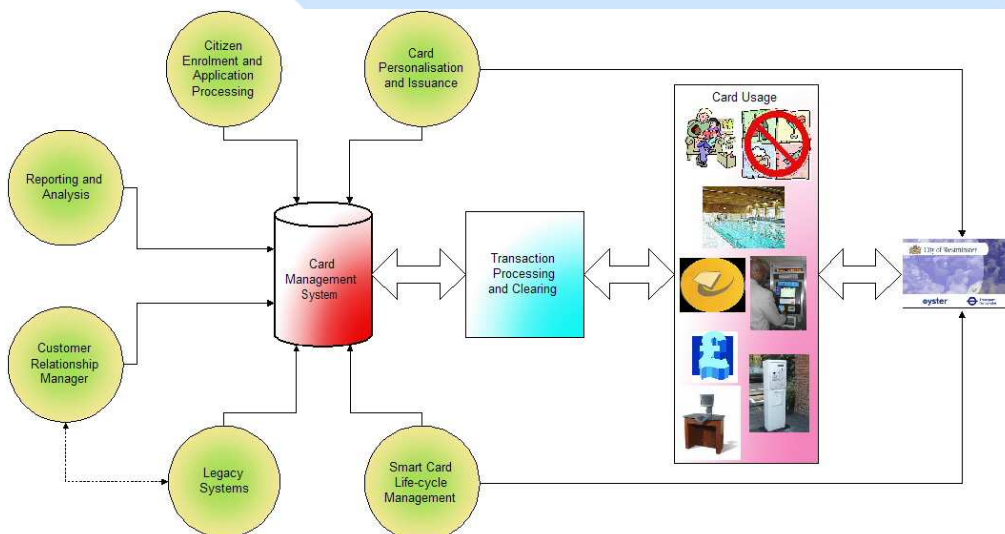 Citizen
Enrolment and
Application
Processing
Card
Personalisation
and Issuance
Card Usage
Reporting and
Analysis
Card
Management
System
Transaction
Processing
and Clearing
City of Westminster
oyster
Customer
Relationship
Manager
Legacy
Systems
Smart Card
Life-cycle
Management